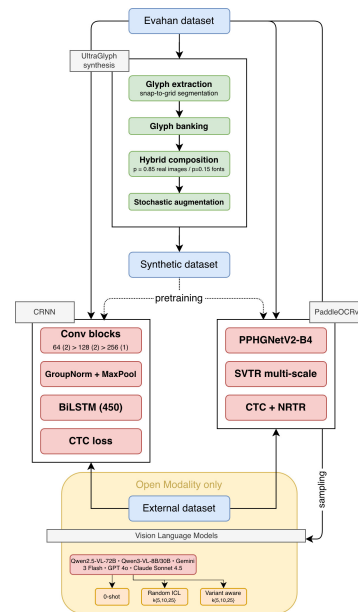 Evahan dataset
UltraGlyph
synthesis
Glyph extraction
snap-to-grid segmentation
Glyph banking
Hybrid composition
p = 0.85 real images / p=0.15 fonts
Stochastic augmentation
Synthetic dataset
pretraining
CRNN
PaddleOCRv
Conv blocks
64 (2) > 128 (2) > 256 (1)
GroupNorm + MaxPool
BiLSTM (450)
CTC loss
PPHGNetV2-B4
SVTR multi-scale
CTC + NRTR
sampling
Open Modality only
External dataset
Vision Language Models
Qwen2.5-VL-72B • Qwen3-VL-8B/30B • Gemini
3 Flash • GPT 4o • Claude Sonnet 4.5
0-shot
Random ICL
k(5,10,25)
Variant aware
k(5,10,25)